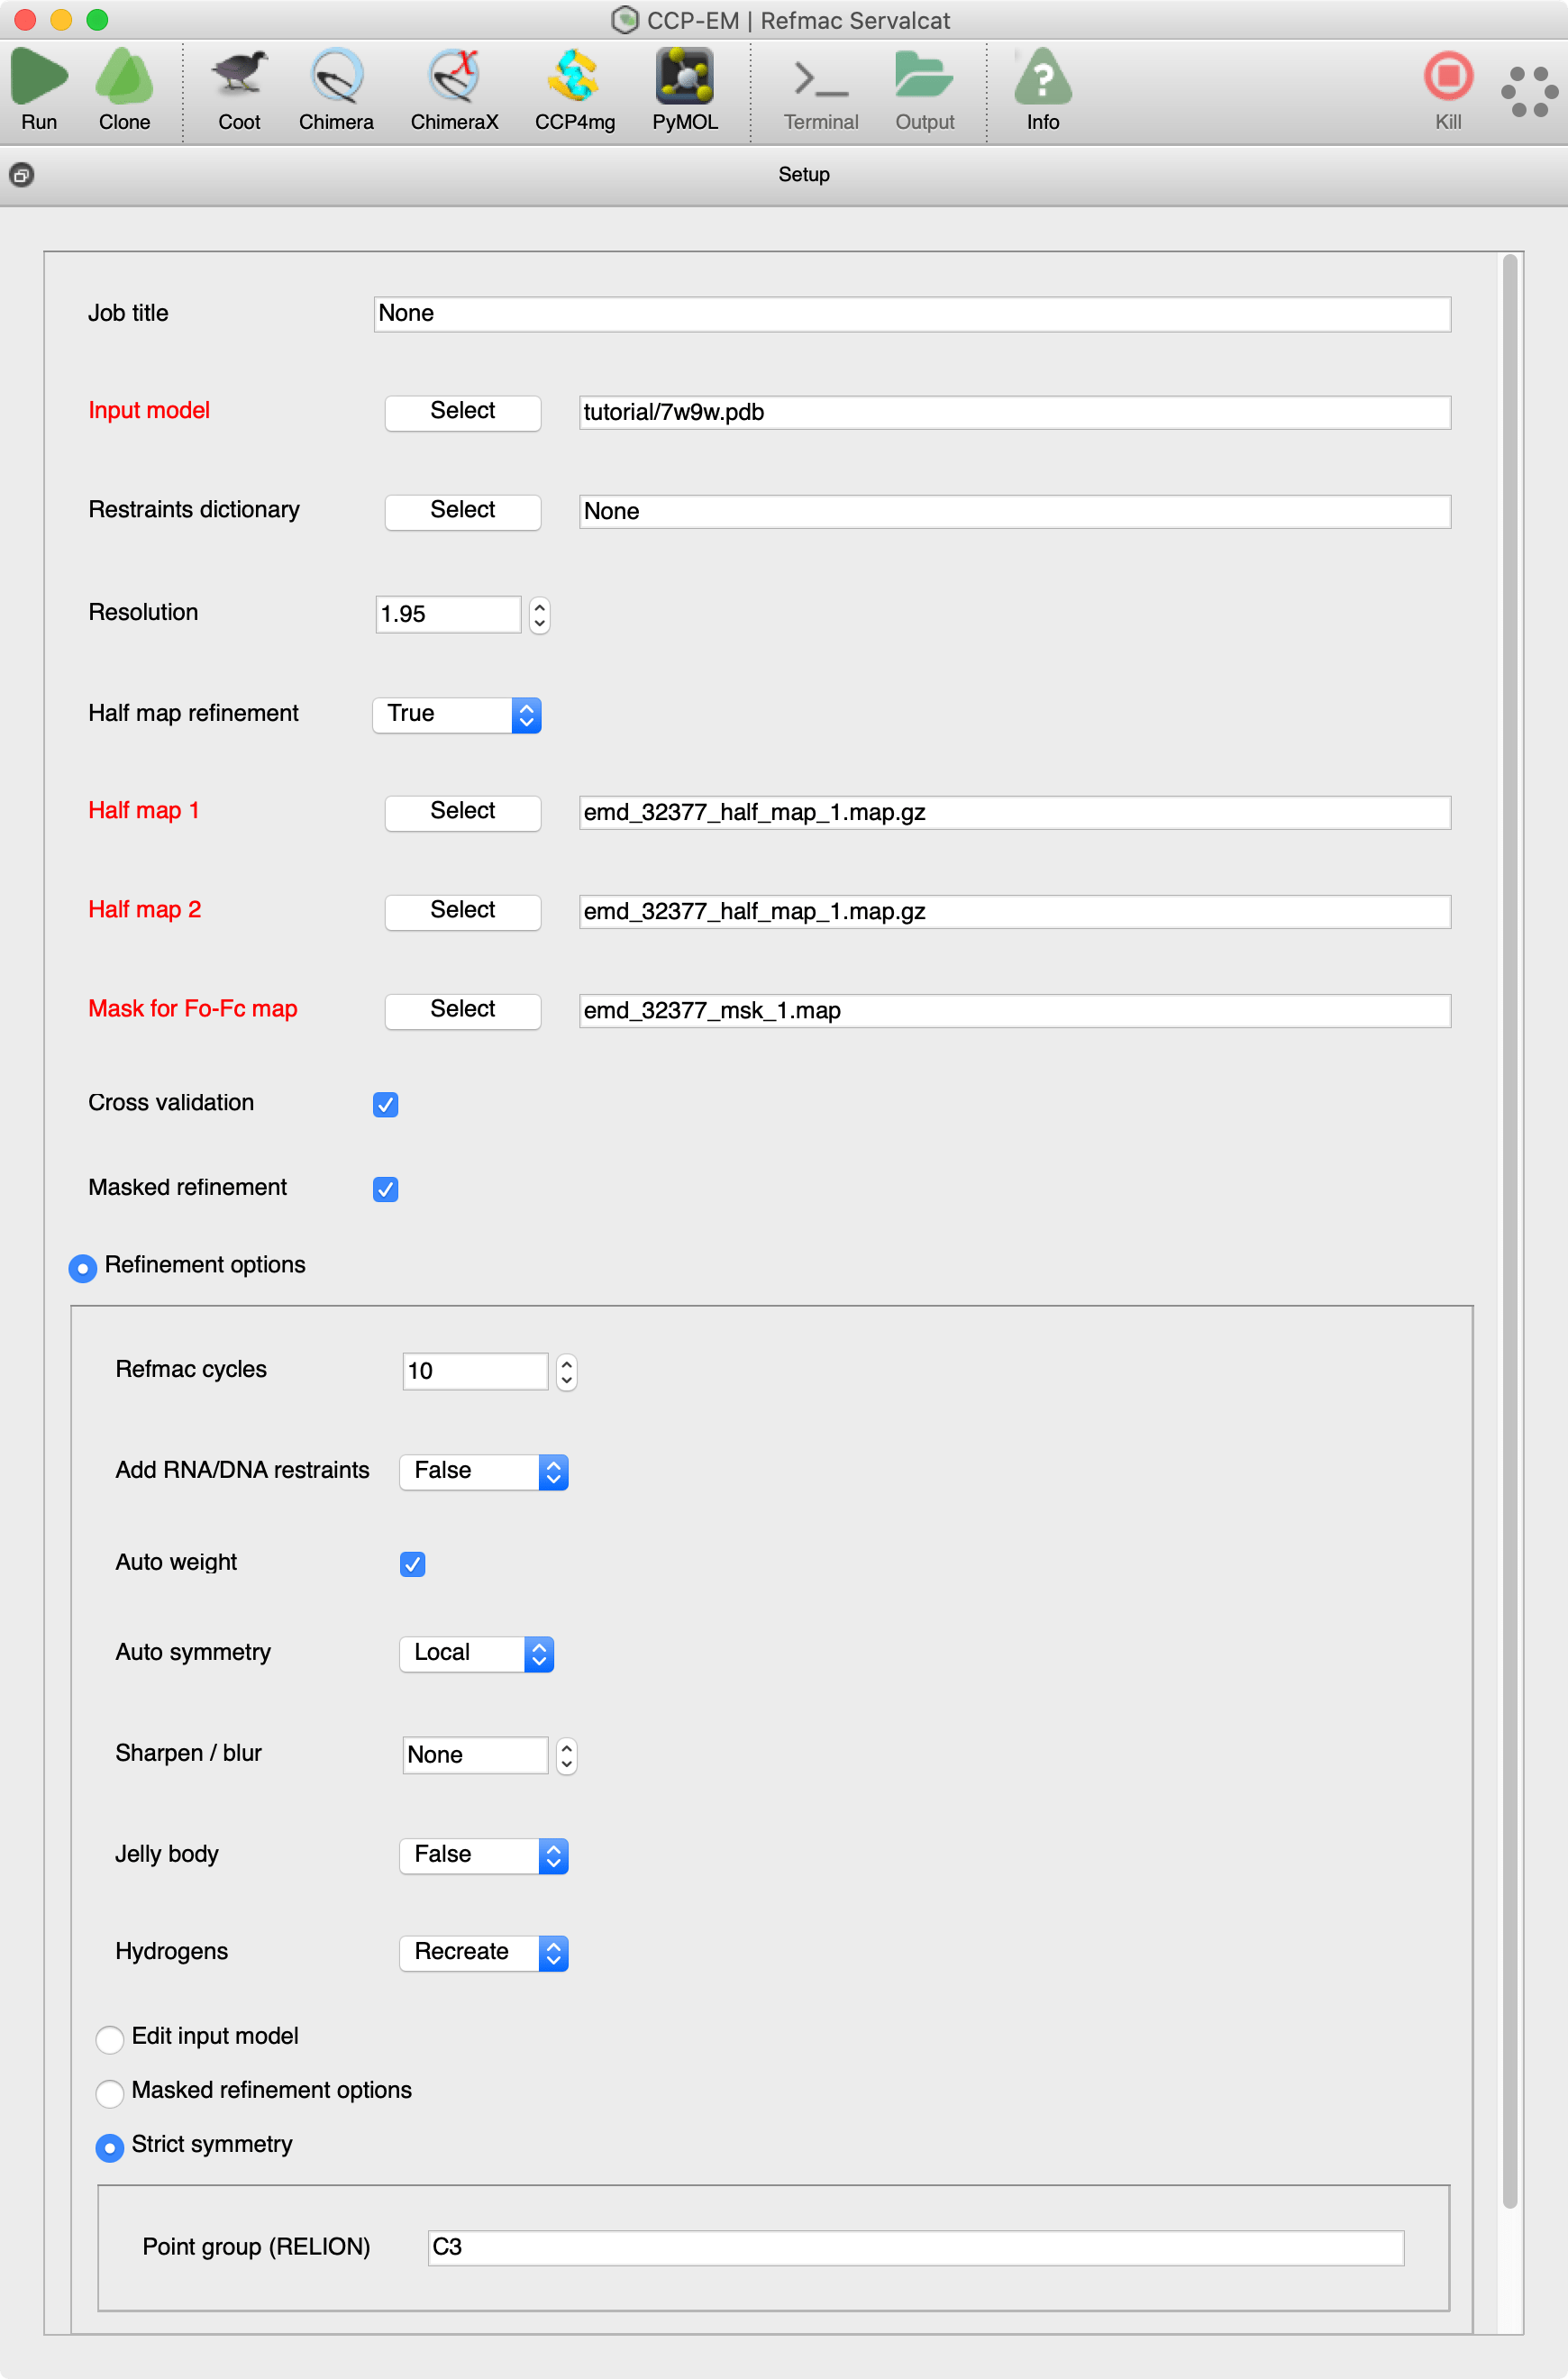 CCP-EM | Refmac Servalcat
Run Clone Coot Chimera ChimeraX CCP4mg PyMOL Terminal Output Info Kill
Setup
Job title None
Input model Select tutorial/7w9w.pdb
Restraints dictionary Select None
Resolution 1.95
Half map refinement True
Half map 1 Select emd_32377_half_map_1.map.gz
Half map 2 Select emd_32377_half_map_1.map.gz
Mask for Fo-Fc map Select emd_32377_msk_1.map
Cross validation
Masked refinement
Refinement options
Refmac cycles 10
Add RNA/DNA restraints False
Auto weight
Auto symmetry Local
Sharpen / blur None
Jelly body False
Hydrogens Recreate
Edit input model
Masked refinement options
Strict symmetry
Point group (RELION) C3